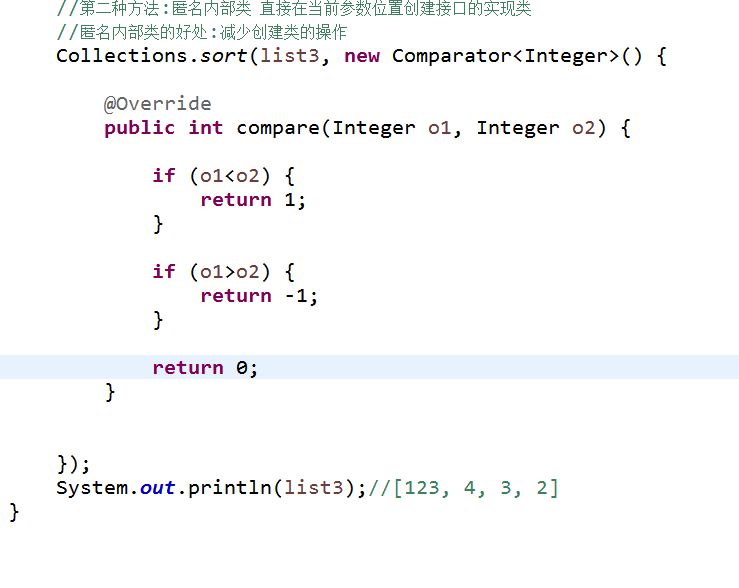 //第二种方法:匿名内部类 直接在当前参数位置创建接口的实现类
//匿名内部类的好处:减少创建类的操作
Collections.sort(list3, new Comparator<Integer>() {
@Override
public int compare(Integer o1, Integer o2) {
if (o1<o2) {
return 1;
}
if (o1>o2) {
return -1;
}
return 0;
}
});
System.out.println(list3);//[123, 4, 3, 2]
}